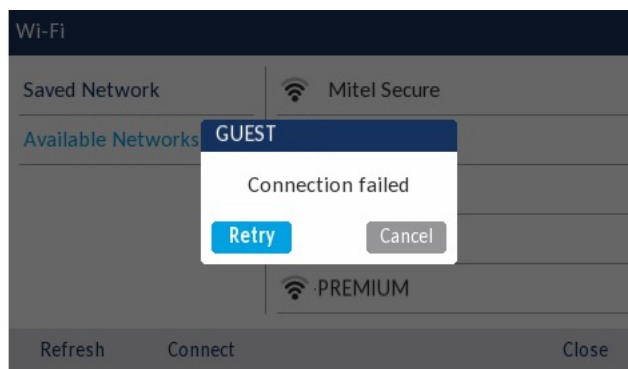 Wi-Fi
Saved Network
Mitel Secure
Available Networks
GUEST
Connection failed
Retry
Cancel
PREMIUM
Refresh
Connect
Close